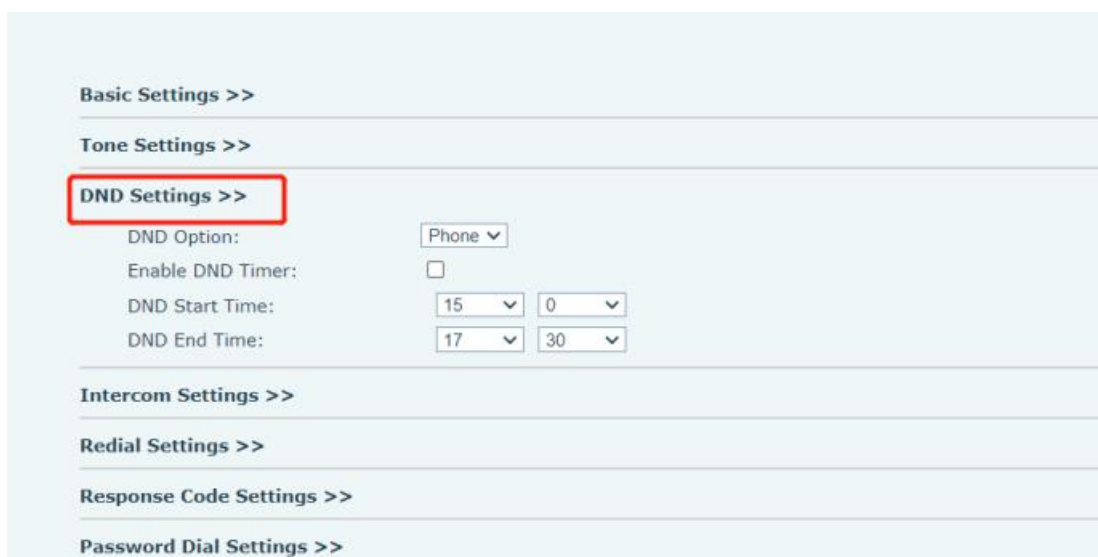 Basic Settings >>
Tone Settings >>
DND Settings >>
DND Option: Phone
Enable DND Timer:
DND Start Time: 15 0
DND End Time: 17 30
Intercom Settings >>
Redial Settings >>
Response Code Settings >>
Password Dial Settings >>